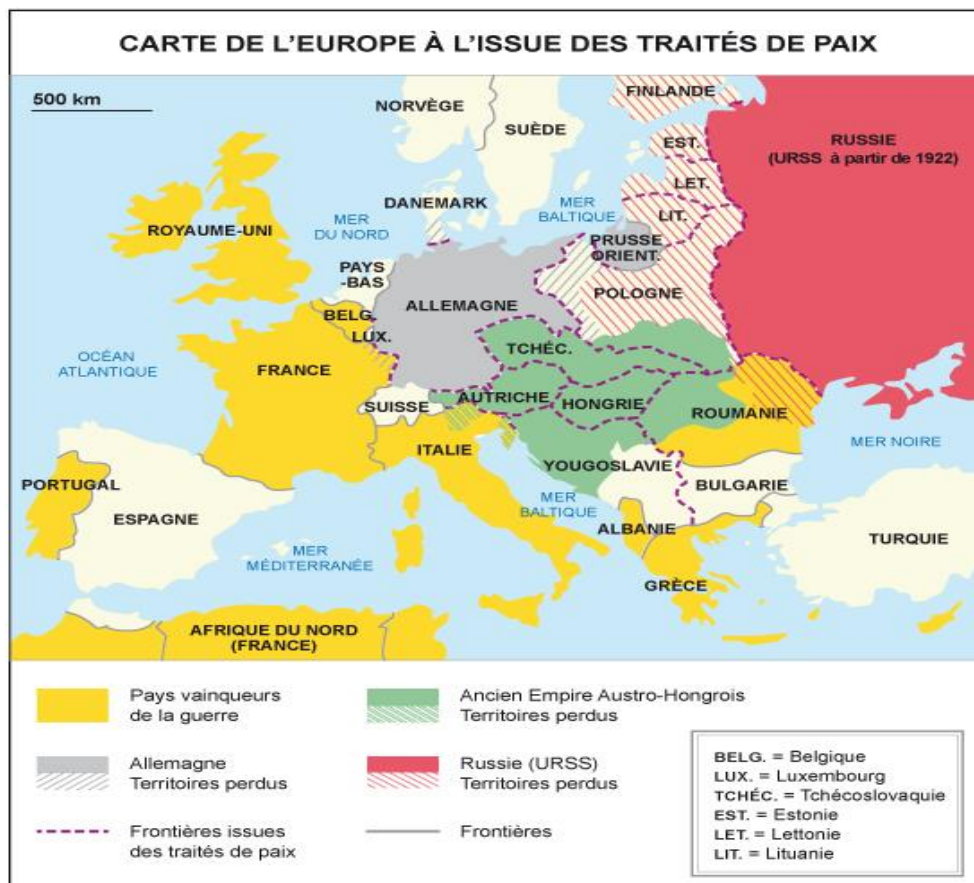 CARTE DE L'EUROPE À L'ISSUE DES TRAITÉS DE PAIX
500 km
NORVÈGE
SUÈDE
FINLANDE
RUSSIE
(URSS à partir de 1922)
EST.
LET.
LIT.
DANEMARK
MER
BALTIQUE
MER
DU NORD
ROYAUME-UNI
PRUSSE
ORIENT.
PAYS
-BAS
ALLEMAGNE
POLOGNE
BELG.
LUX.
TCHÉC.
OCÉAN
ATLANTIQUE
FRANCE
SUISSE
AUTRICHE
HONGRIE
ROUMANIE
ITALIE
MER NOIRE
YOUGOSLAVIE
BULGARIE
PORTUGAL
ESPAGNE
MER
BALTIQUE
ALBANIE
TURQUIE
MER
MÉDITERRANÉE
GRÈCE
AFRIQUE DU NORD
(FRANCE)
Pays vainqueurs
de la guerre
Ancien Empire Austro-Hongrois
Territoires perdus
Allemagne
Territoires perdus
Russie (URSS)
Territoires perdus
Frontières issues
des traités de paix
Frontières
BELG. = Belgique
LUX. = Luxembourg
TCHÉC. = Tchécoslovaquie
EST. = Estonie
LET. = Lettonie
LIT. = Lituanie